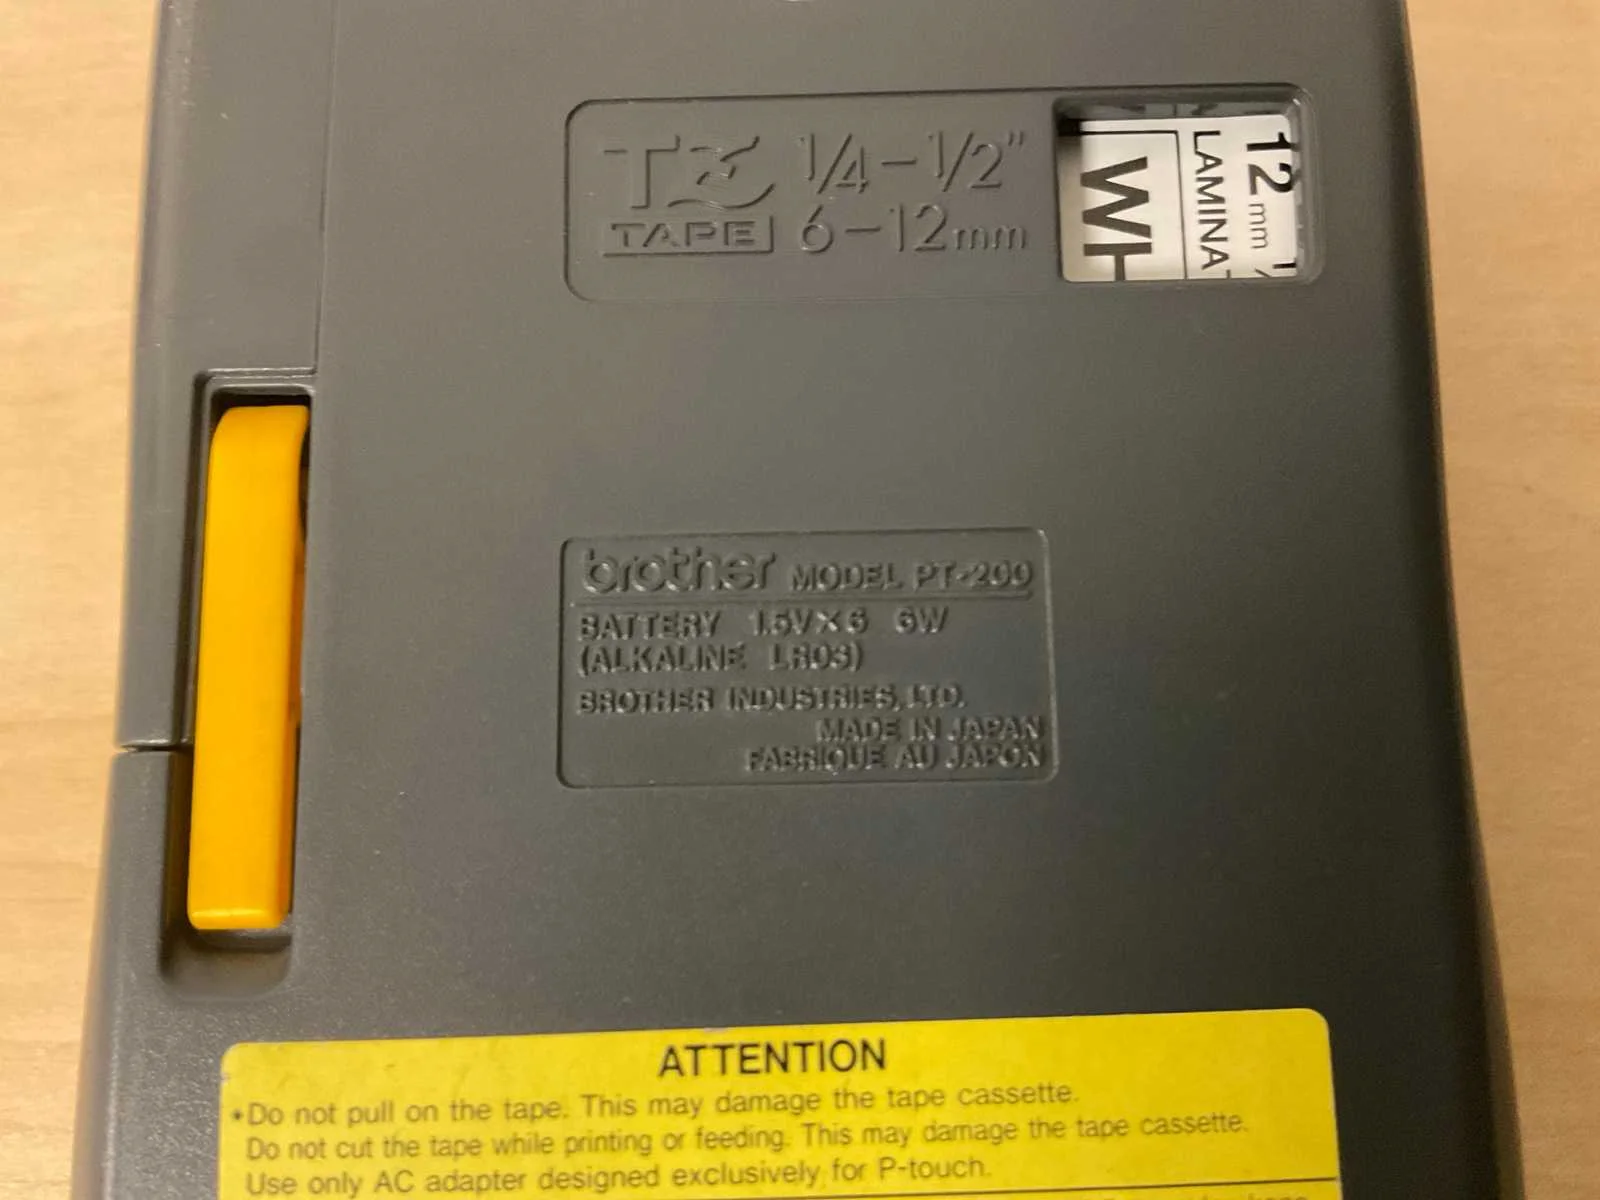 TZ 1/4-1/2"
TAPE 6-12mm
12mm
LAMINAT
WH
brother MODEL PT-200
BATTERY 1.5V×6 6W
(ALKALINE LR03)
BROTHER INDUSTRIES, LTD.
MADE IN JAPAN
FABRIQUE AU JAPON
ATTENTION
•Do not pull on the tape. This may damage the tape cassette.
Do not cut the tape while printing or feeding. This may damage the tape cassette.
Use only AC adapter designed exclusively for P-touch.